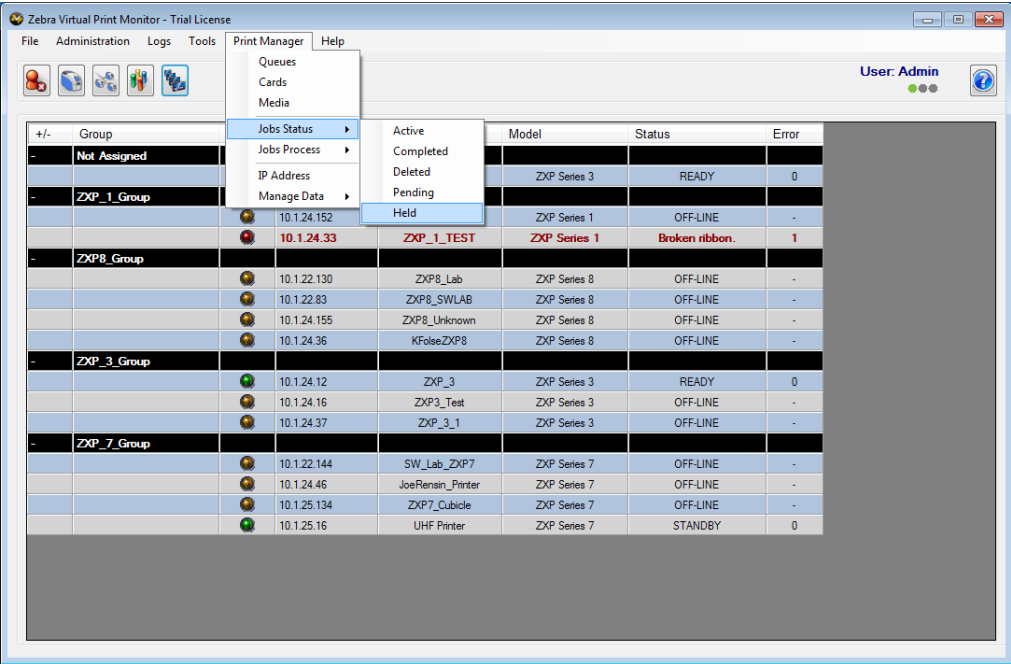 Zebra Virtual Print Monitor - Trial License
File Administration Logs Tools Print Manager Help
Queues
Cards
Media
Jobs Status
Jobs Process
IP Address
Manage Data
Active
Completed
Deleted
Pending
Held
User: Admin
?
+/- Group Model Status Error
- Not Assigned
ZXP Series 3 READY 0
- ZXP_1_Group
10.1.24.152 ZXP Series 1 OFF-LINE -
10.1.24.33 ZXP_1_TEST ZXP Series 1 Broken ribbon. 1
- ZXP8_Group
10.1.22.130 ZXP8_Lab ZXP Series 8 OFF-LINE -
10.1.22.83 ZXP8_SWLAB ZXP Series 8 OFF-LINE -
10.1.24.155 ZXP8_Unknown ZXP Series 8 OFF-LINE -
10.1.24.36 KFolseZXP8 ZXP Series 8 OFF-LINE -
- ZXP_3_Group
10.1.24.12 ZXP_3 ZXP Series 3 READY 0
10.1.24.16 ZXP3_Test ZXP Series 3 OFF-LINE -
10.1.24.37 ZXP_3_1 ZXP Series 3 OFF-LINE -
- ZXP_7_Group
10.1.22.144 SW_Lab_ZXP7 ZXP Series 7 OFF-LINE -
10.1.24.46 JoeRensin_Printer ZXP Series 7 OFF-LINE -
10.1.25.134 ZXP7_Cubicle ZXP Series 7 OFF-LINE -
10.1.25.16 UHF Printer ZXP Series 7 STANDBY 0